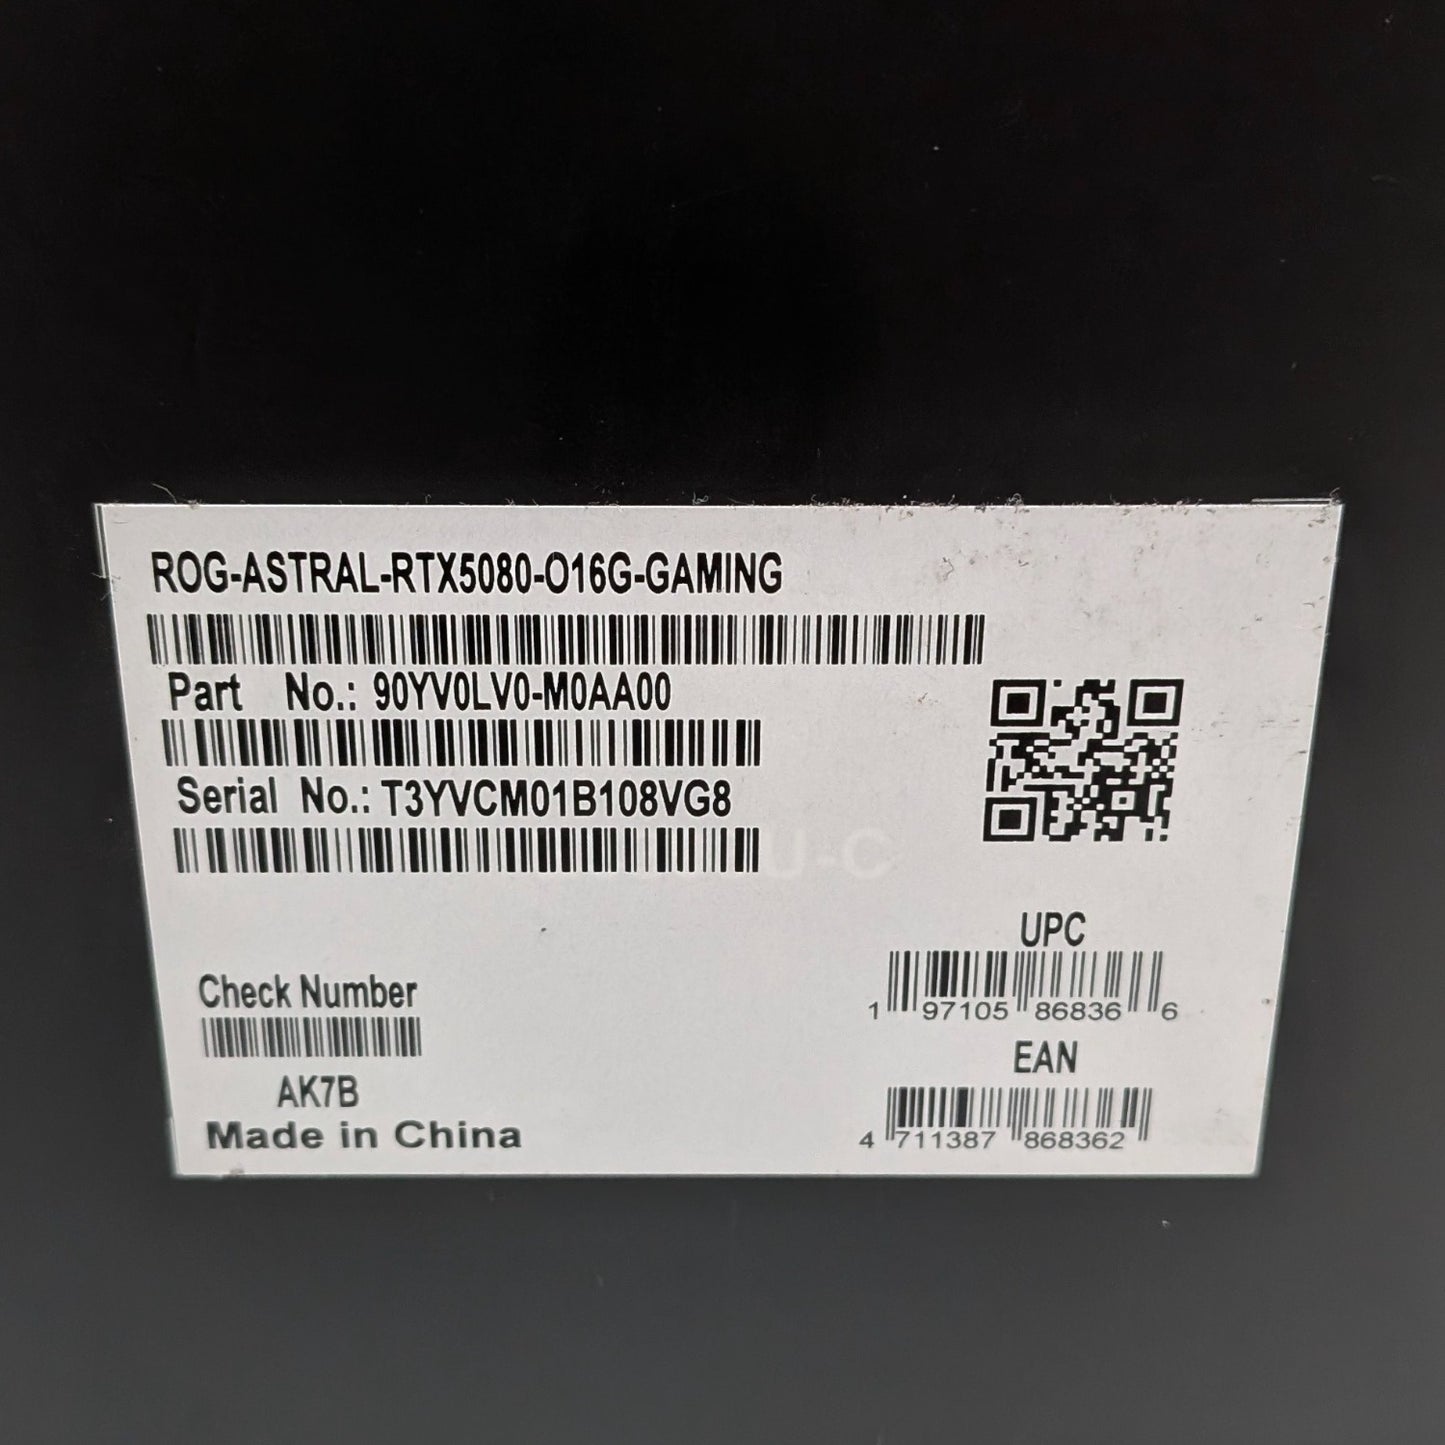 ROG-ASTRAL-RTX5080-O16G-GAMING
Part No.: 90YV0LV0-M0AA00
Serial No.: T3YVCM01B108VG8
U-C
UPC
1 97105 86836 6
Check Number
AK7B
EAN
4 711387 868362
Made in China